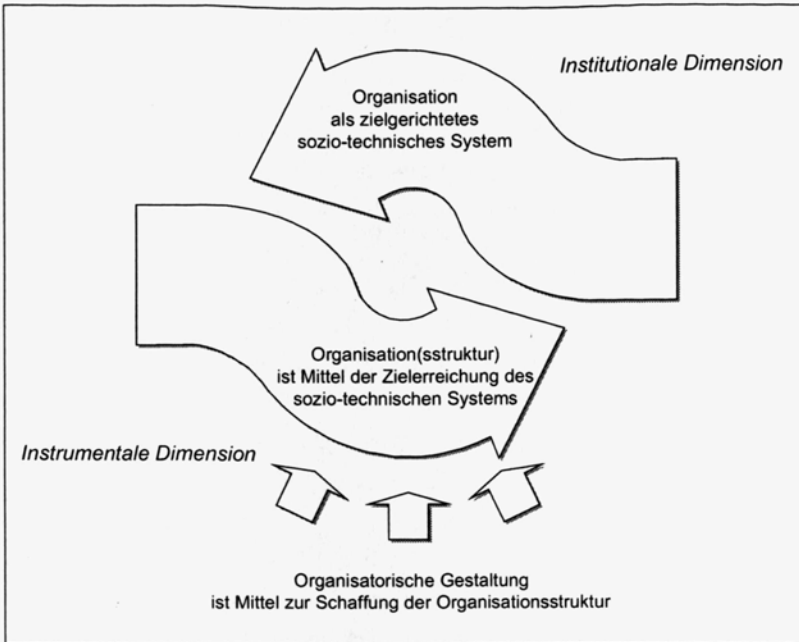 Institutionale Dimension
Organisation
als zielgerichtetes
sozio-technisches System
Organisation(sstruktur)
ist Mittel der Zielerreichung des
sozio-technischen Systems
Instrumentale Dimension
Organisatorische Gestaltung
ist Mittel zur Schaffung der Organisationsstruktur